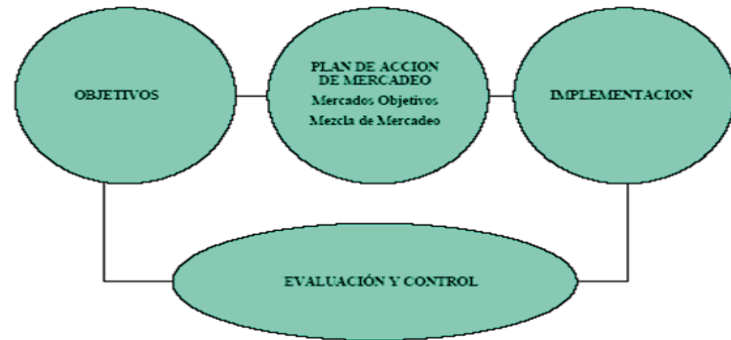 OBJETIVOS
PLAN DE ACCION
DE MERCADEO
Mercados Objetivos
Mezcla de Mercadeo
IMPLEMENTACION
EVALUACIÓN Y CONTROL